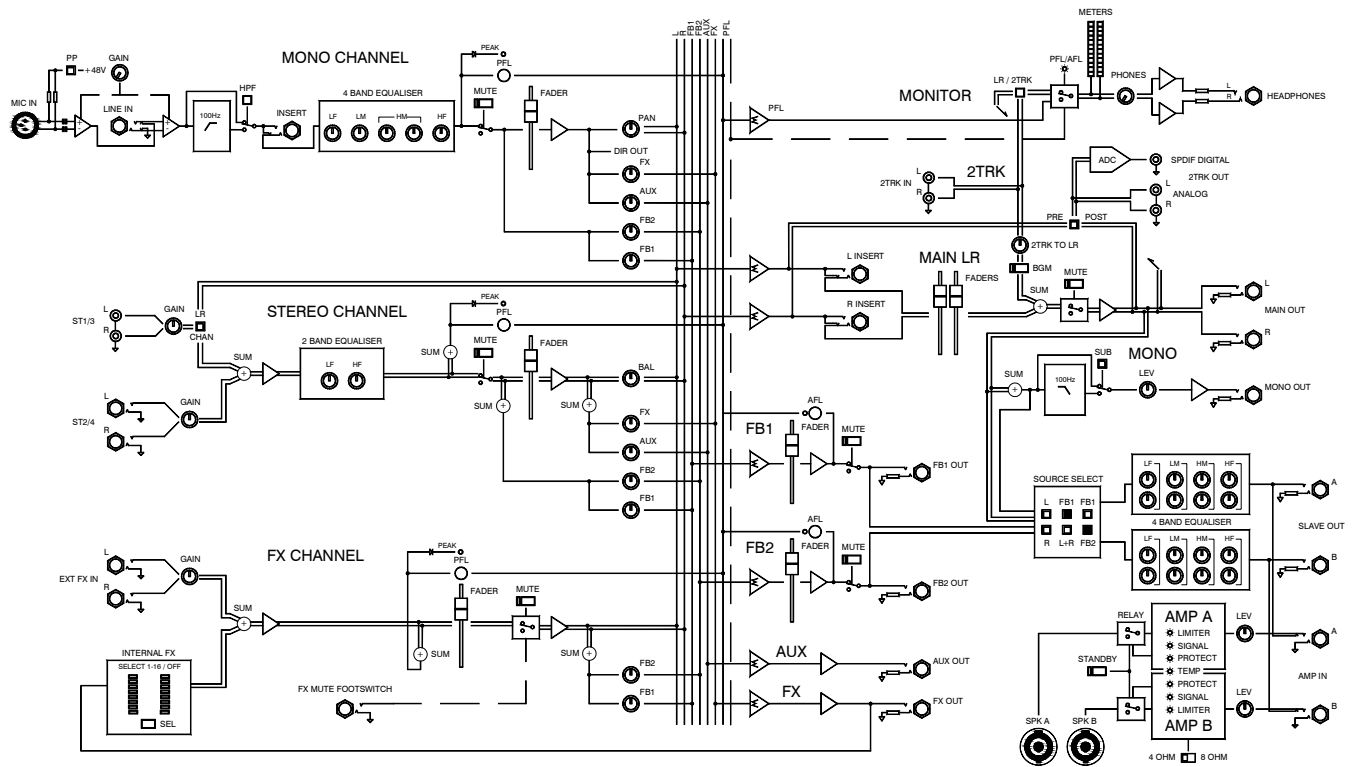 METERS
L
R
FB1
FB2
AUX
FX
PFL
MONO CHANNEL
PP
+48V
GAIN
MIC IN
LINE IN
HPF
100Hz
INSERT
4 BAND EQUALISER
LF
LM
HM
HF
PEAK
PFL
MUTE
FADER
PAN
DIR OUT
FX
AUX
FB2
FB1
STEREO CHANNEL
ST1/3
L
R
GAIN
LR
CHAN
SUM
2 BAND EQUALISER
LF
HF
ST2/4
L
R
GAIN
PEAK
PFL
SUM
MUTE
FADER
SUM
SUM
BAL
FX
AUX
FB2
FB1
FX CHANNEL
EXT FX IN
L
R
GAIN
SUM
INTERNAL FX
SELECT 1-16 / OFF
SEL
PEAK
PFL
FADER
SUM
MUTE
SUM
FX MUTE FOOTSWITCH
FB2
FB1
MONITOR
PFL
LR / 2TRK
PFL/AFL
PHONES
L
R
HEADPHONES
2TRK
2TRK IN
L
R
ADC
SPDIF DIGITAL
2TRK OUT
L
ANALOG
R
PRE
POST
2TRK TO LR
BGM
MAIN LR
L INSERT
R INSERT
FADERS
SUM
MUTE
L
MAIN OUT
R
MONO
SUM
100Hz
SUB
LEV
MONO OUT
FB1
AFL
FADER
MUTE
FB1 OUT
FB2
AFL
FADER
MUTE
FB2 OUT
SOURCE SELECT
L
FB1
FB1
R
L+R
FB2
LF
LM
HM
HF
4 BAND EQUALISER
LF
LM
HM
HF
A
SLAVE OUT
B
AUX
AUX OUT
FX
FX OUT
RELAY
STANDBY
AMP A
LIMITER
SIGNAL
PROTECT
TEMP
PROTECT
SIGNAL
LIMITER
AMP B
LEV
LEV
A
AMP IN
B
SPK A
SPK B
4 OHM
8 OHM